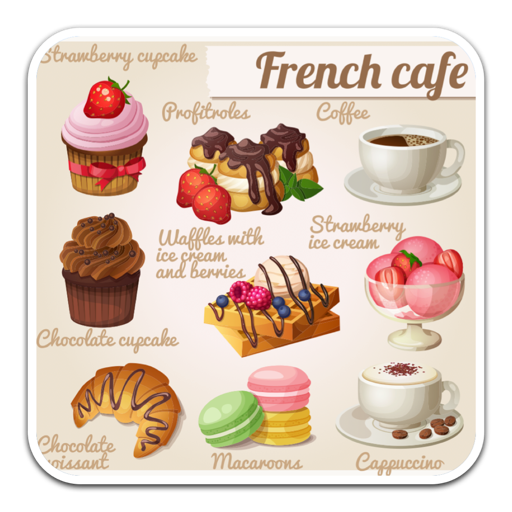 Strawberry cupcake
French cafe
Profitroles
Coffee
Waffles with
ice cream
and berries
Strawberry
ice cream
Chocolate cupcake
Chocolate
roissant
Macaroons
Cappuccino